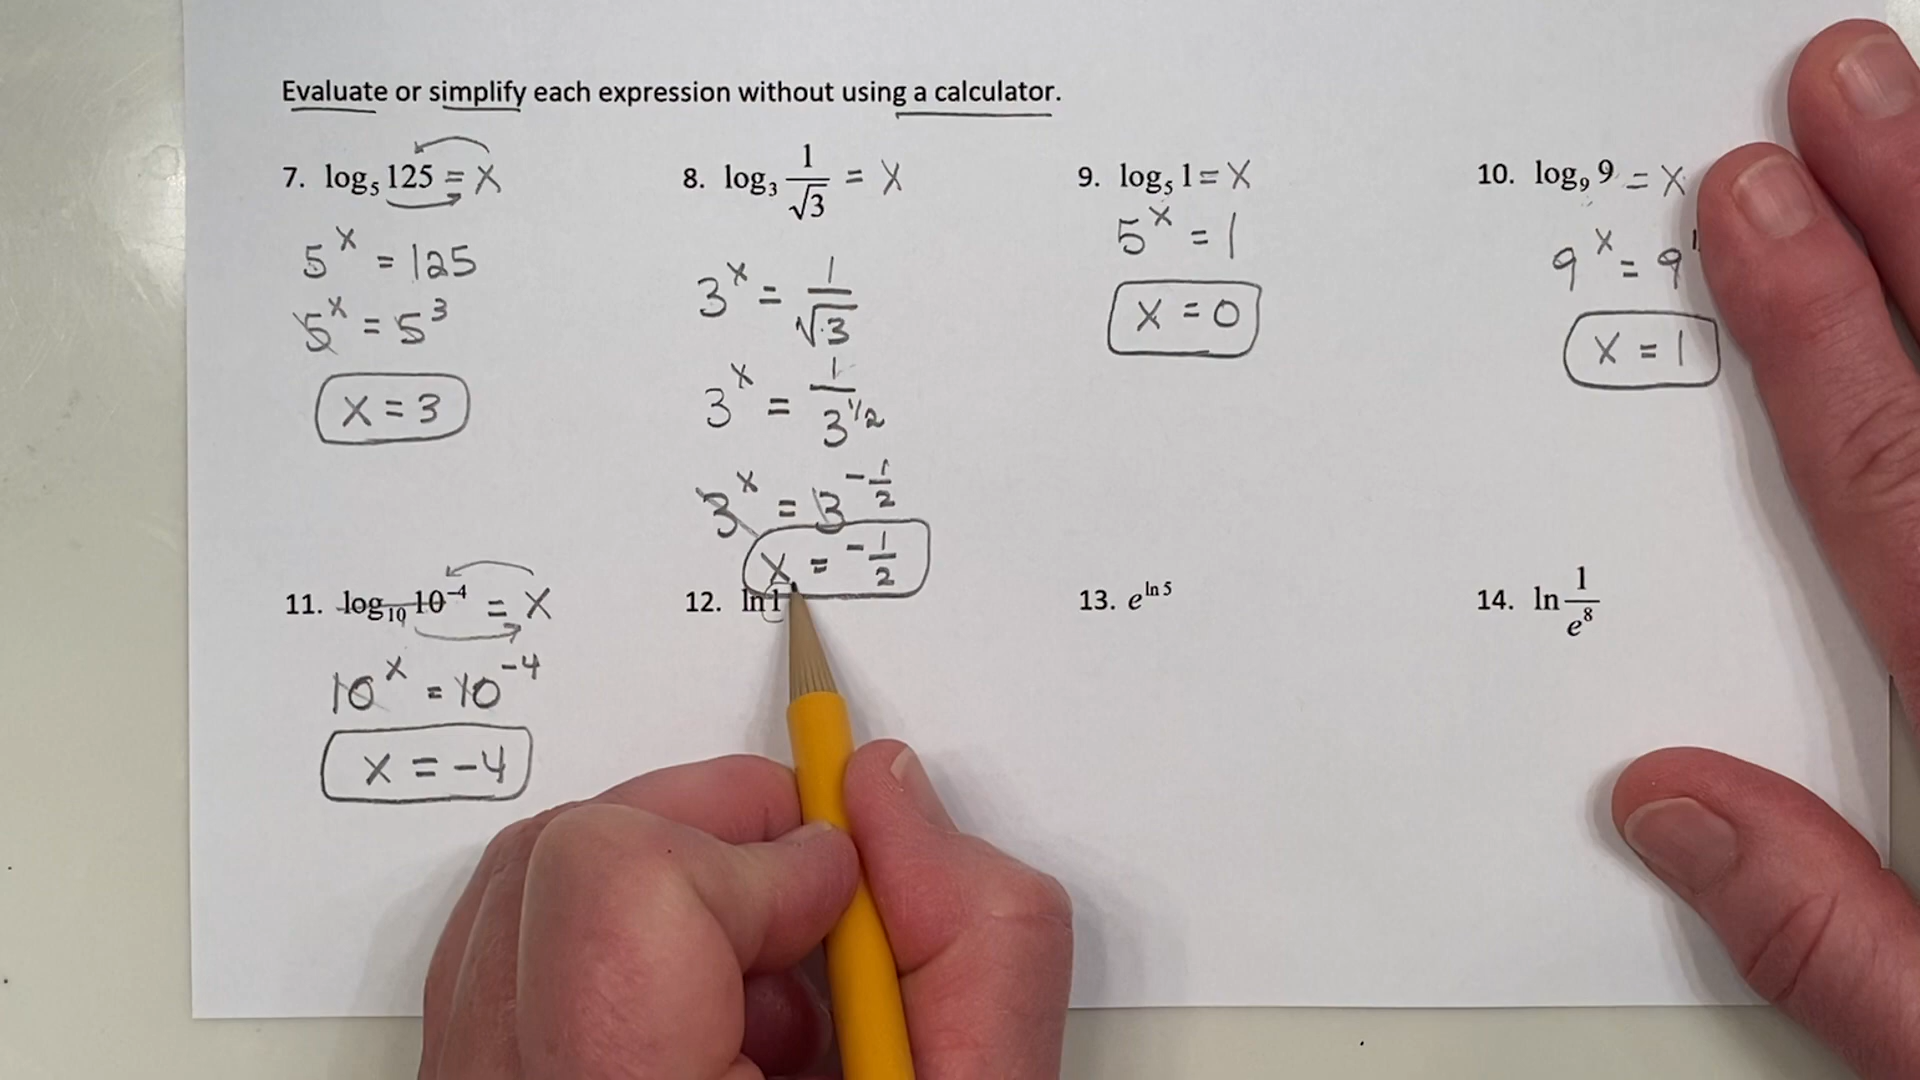 Evaluate or simplify each expression without using a calculator.
7. log₅ 125 = x
5ˣ = 125
5ˣ = 5³
x = 3
8. log₃ 1/√3 = x
3ˣ = 1/√3
3ˣ = 1/3^1/2
3ˣ = 3^-1/2
x = -1/2
9. log₅ 1 = x
5ˣ = 1
x = 0
10. log₉ 9 = x
9ˣ = 9¹
x = 1
11. log₁₀ 10⁻⁴ = x
10ˣ = 10⁻⁴
x = -4
12. ln 1
13. e^ln 5
14. ln 1/e⁸